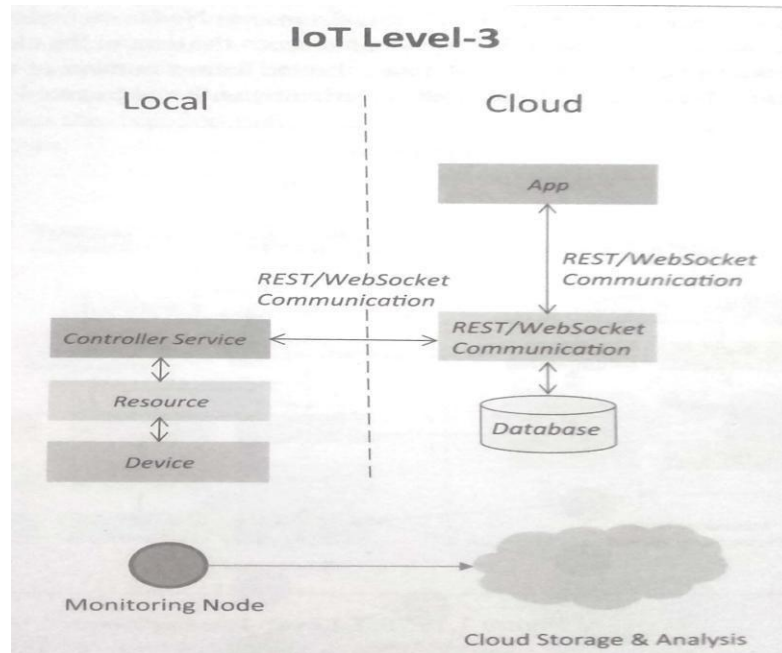 IoT Level-3
Local
Cloud
App
REST/WebSocket
Communication
REST/WebSocket
Communication
Controller Service
REST/WebSocket
Communication
Resource
Database
Device
Monitoring Node
Cloud Storage & Analysis